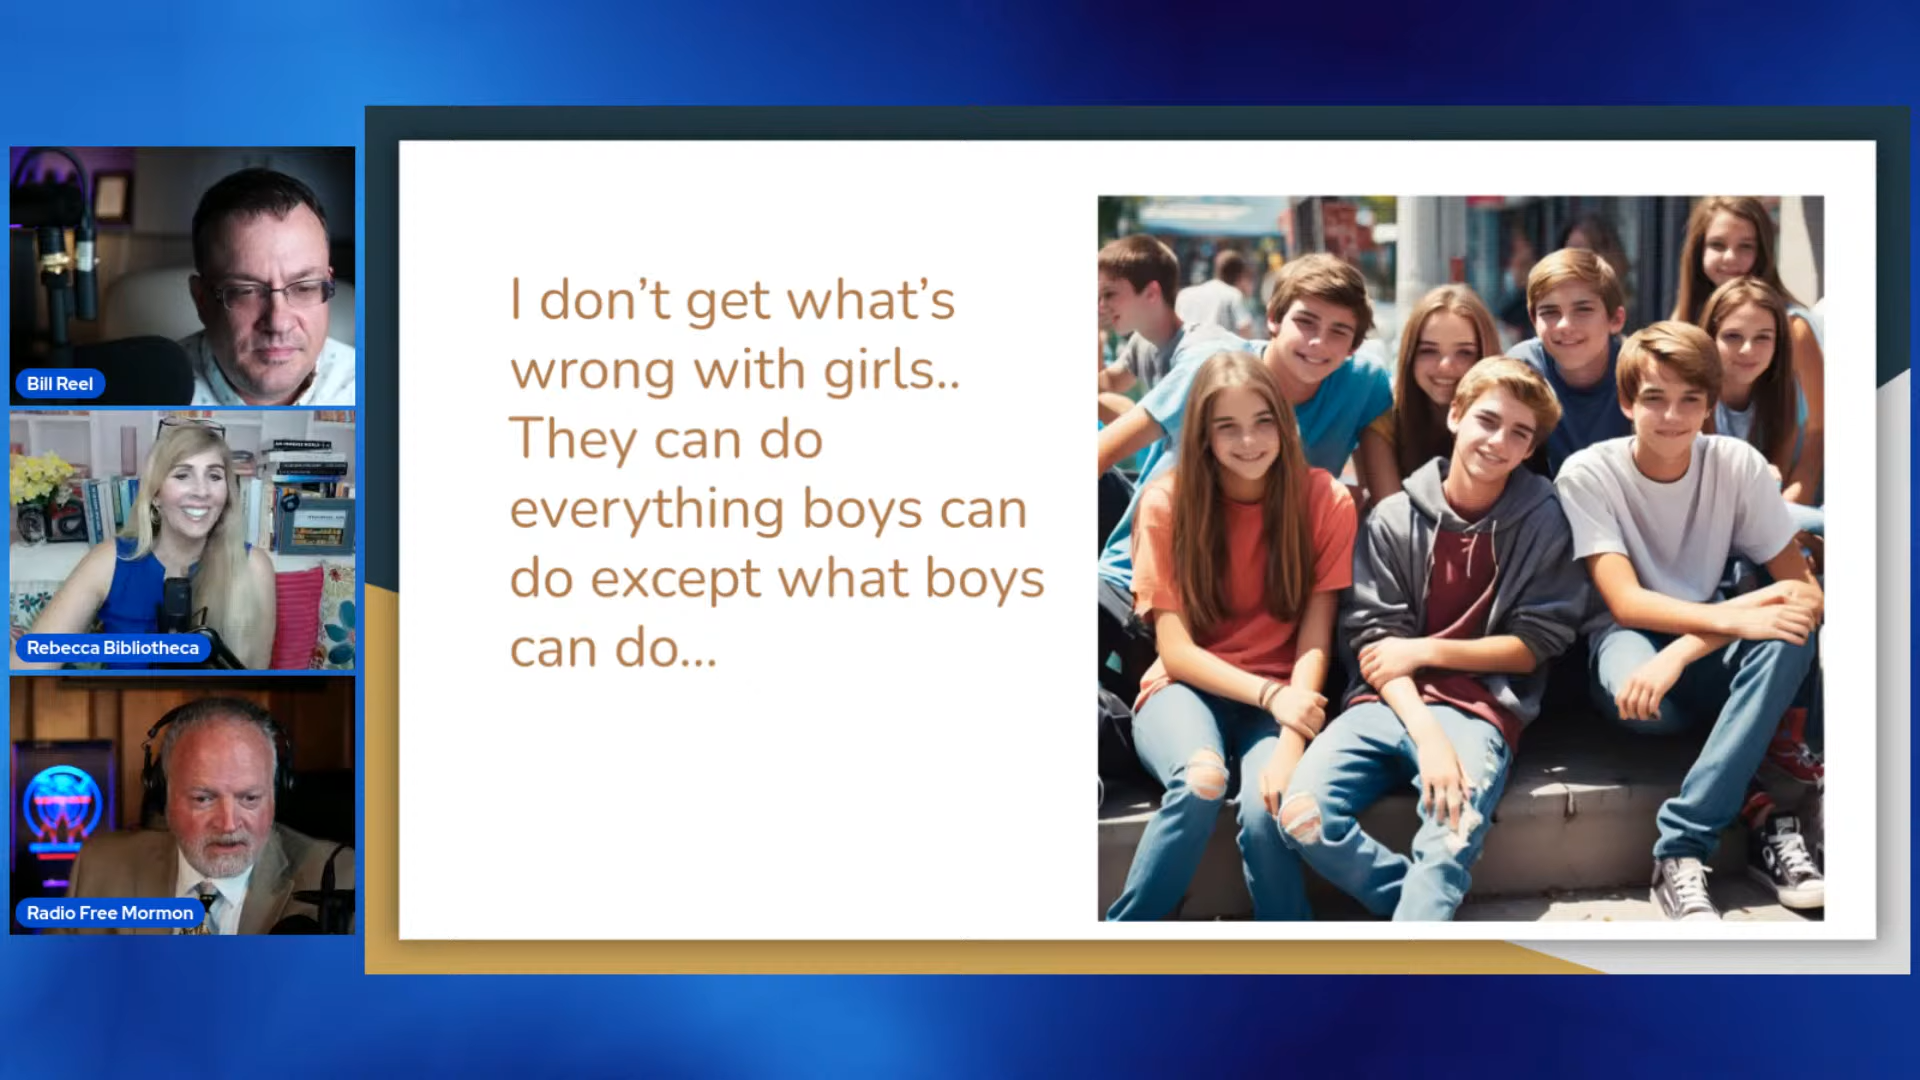 Bill Reel
Rebecca Bibliotheca
Radio Free Mormon
I don’t get what’s
wrong with girls..
They can do
everything boys can
do except what boys
can do...